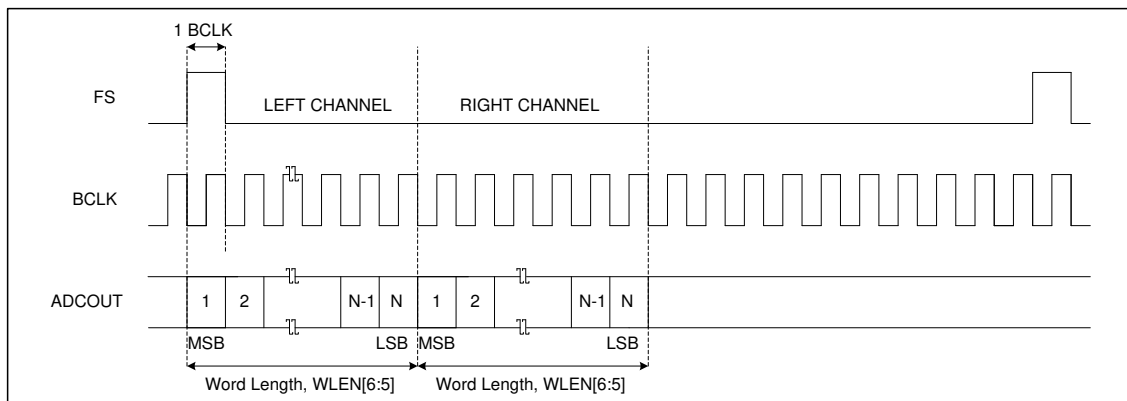 1 BCLK
FS
LEFT CHANNEL
RIGHT CHANNEL
BCLK
ADCOUT
1
2
N-1
N
1
2
N-1
N
MSB
LSB
MSB
LSB
Word Length, WLEN[6:5]
Word Length, WLEN[6:5]